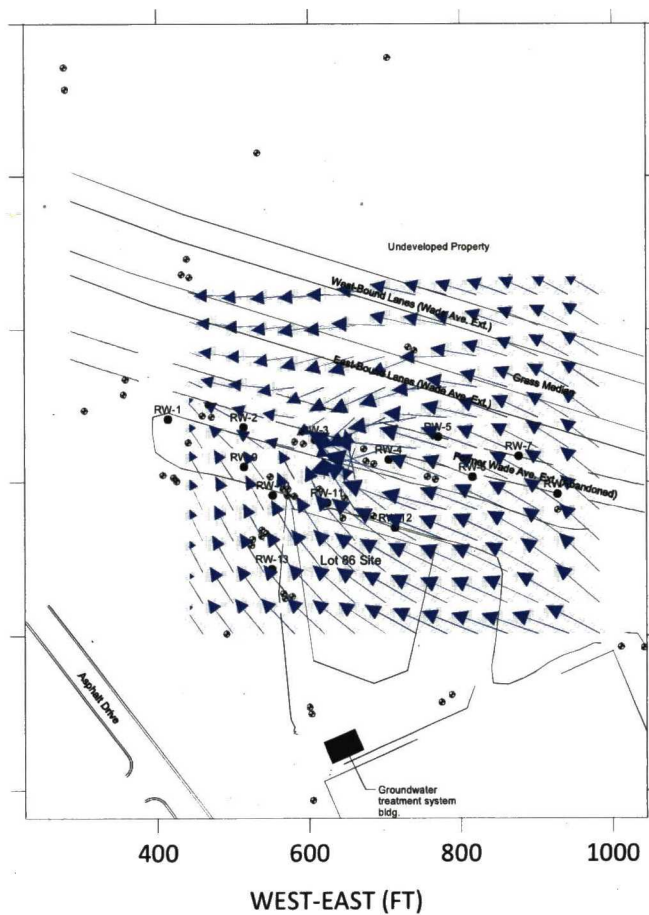 Undeveloped Property
West-Bound Lanes (Wade Ave. Ext.)
Grass Median
East-Bound Lanes (Wade Ave. Ext.)
RW-1
RW-2
RW-3
RW-5
RW-4
RW-7
RW-9
Former Wade Ave. Ext. (Abandoned)
RW-11
RW-12
RW-13
Lot 86 Site
Asphalt Drive
Groundwater
treatment system
bldg.
400
600
800
1000
WEST-EAST (FT)